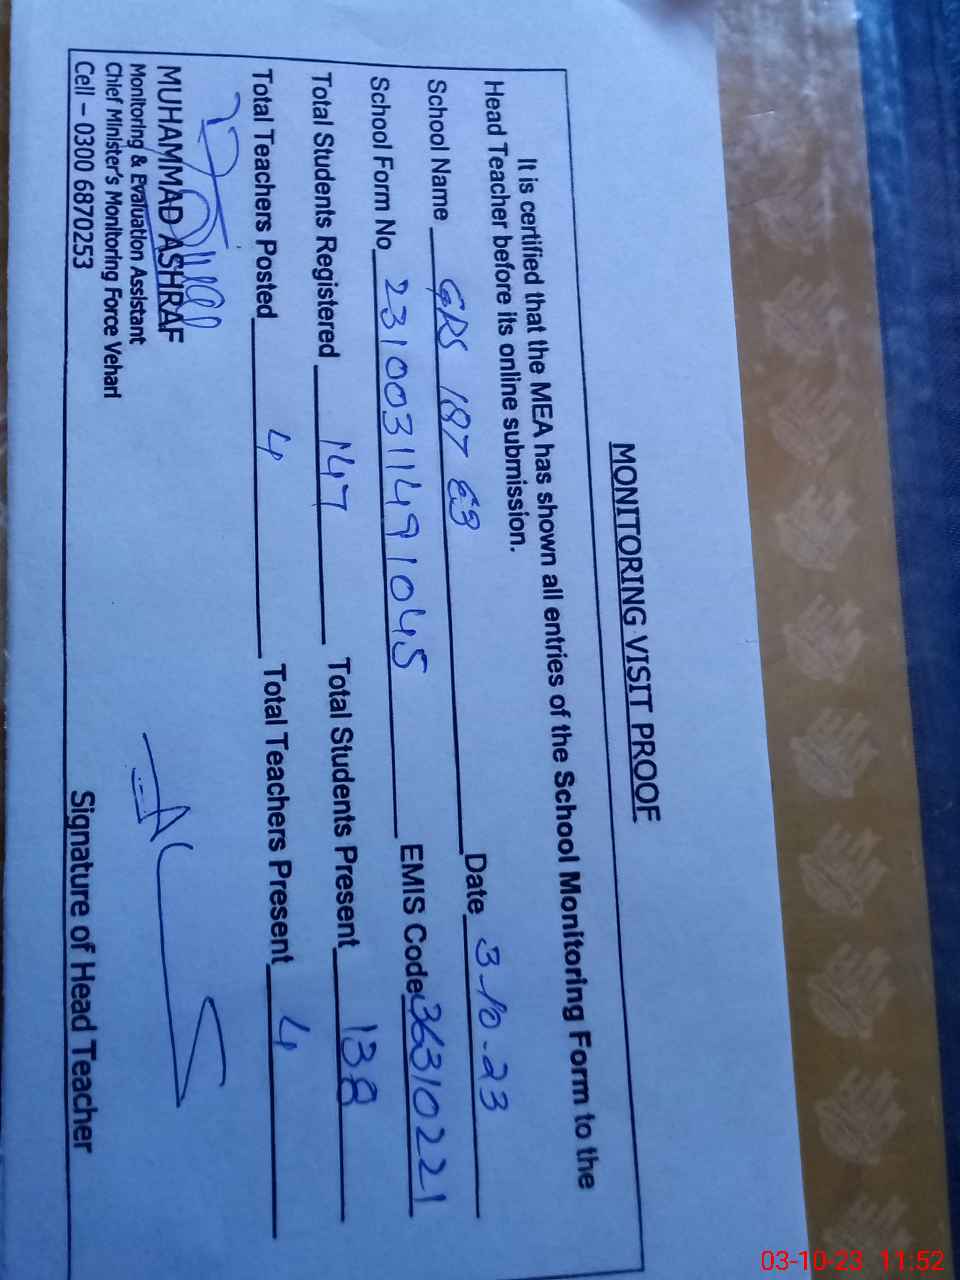 MONITORING VISIT PROOF
It is certified that the MEA has shown all entries of the School Monitoring Form to the
Head Teacher before its online submission.
School Name GPS 187 EB Date 3-10-23
School Form No 23100311491045 EMIS Code 36310221
Total Students Registered 147 Total Students Present 138
Total Teachers Posted 4 Total Teachers Present 4
MUHAMMAD ASHRAF
Monitoring & Evaluation Assistant
Chief Minister's Monitoring Force Vehari
Cell – 0300 6870253
Signature of Head Teacher
03-10-23 11:52